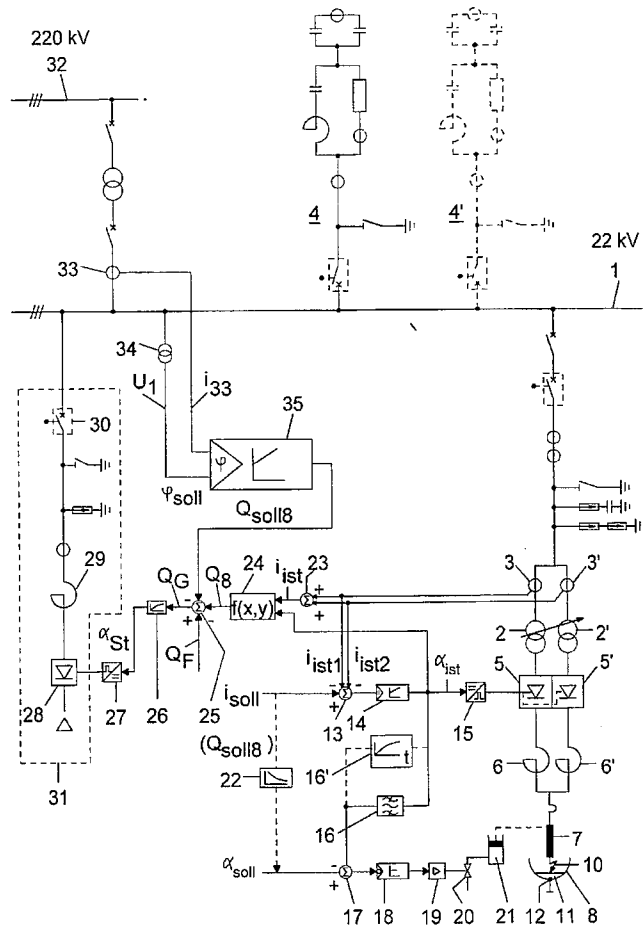 220 kV
32
4
4'
22 kV
1
33
34
U1
i33
35
30
φ
φsoll
Qsoll8
29
24
23
iist
3
3'
QG
Q8
f(x,y)
Σ
2
2'
αSt
QF
iist1
iist2
αist
5
5'
isoll
28
27
26
25
(Qsoll8)
Σ
13
14
15
22
16'
t
6
6'
31
16
7
10
αsoll
Σ
17
18
19
20
21
12
11
8